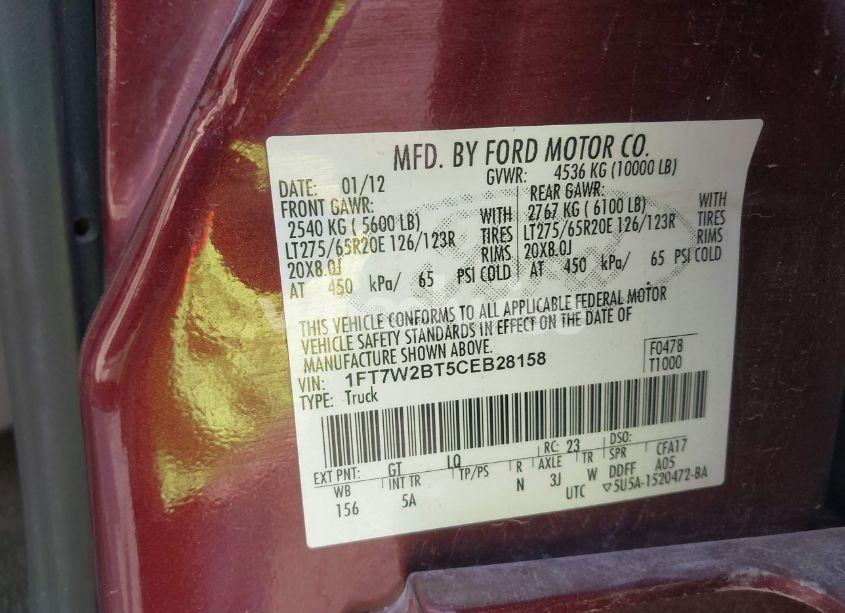 MFD. BY FORD MOTOR CO.
DATE: 01/12 GVWR: 4536 KG (10000 LB)
FRONT GAWR: REAR GAWR:
2540 KG ( 5600 LB) WITH 2767 KG ( 6100 LB) WITH
LT275/65R20E 126/123R TIRES LT275/65R20E 126/123R TIRES
20X8.0J RIMS 20X8.0J RIMS
AT 450 kPa/ 65 PSI COLD AT 450 kPa/ 65 PSI COLD
THIS VEHICLE CONFORMS TO ALL APPLICABLE FEDERAL MOTOR
VEHICLE SAFETY STANDARDS IN EFFECT ON THE DATE OF
MANUFACTURE SHOWN ABOVE.
VIN: 1FT7W2BT5CEB28158
TYPE: Truck
F0478
T1000
EXT PNT: GT LQ RC: 23 DSO:
WB INT TR TP/PS R AXLE TR SPR CFA17
156 5A N 3J W DDFF A05
UTC ▽5U5A-1520472-BA